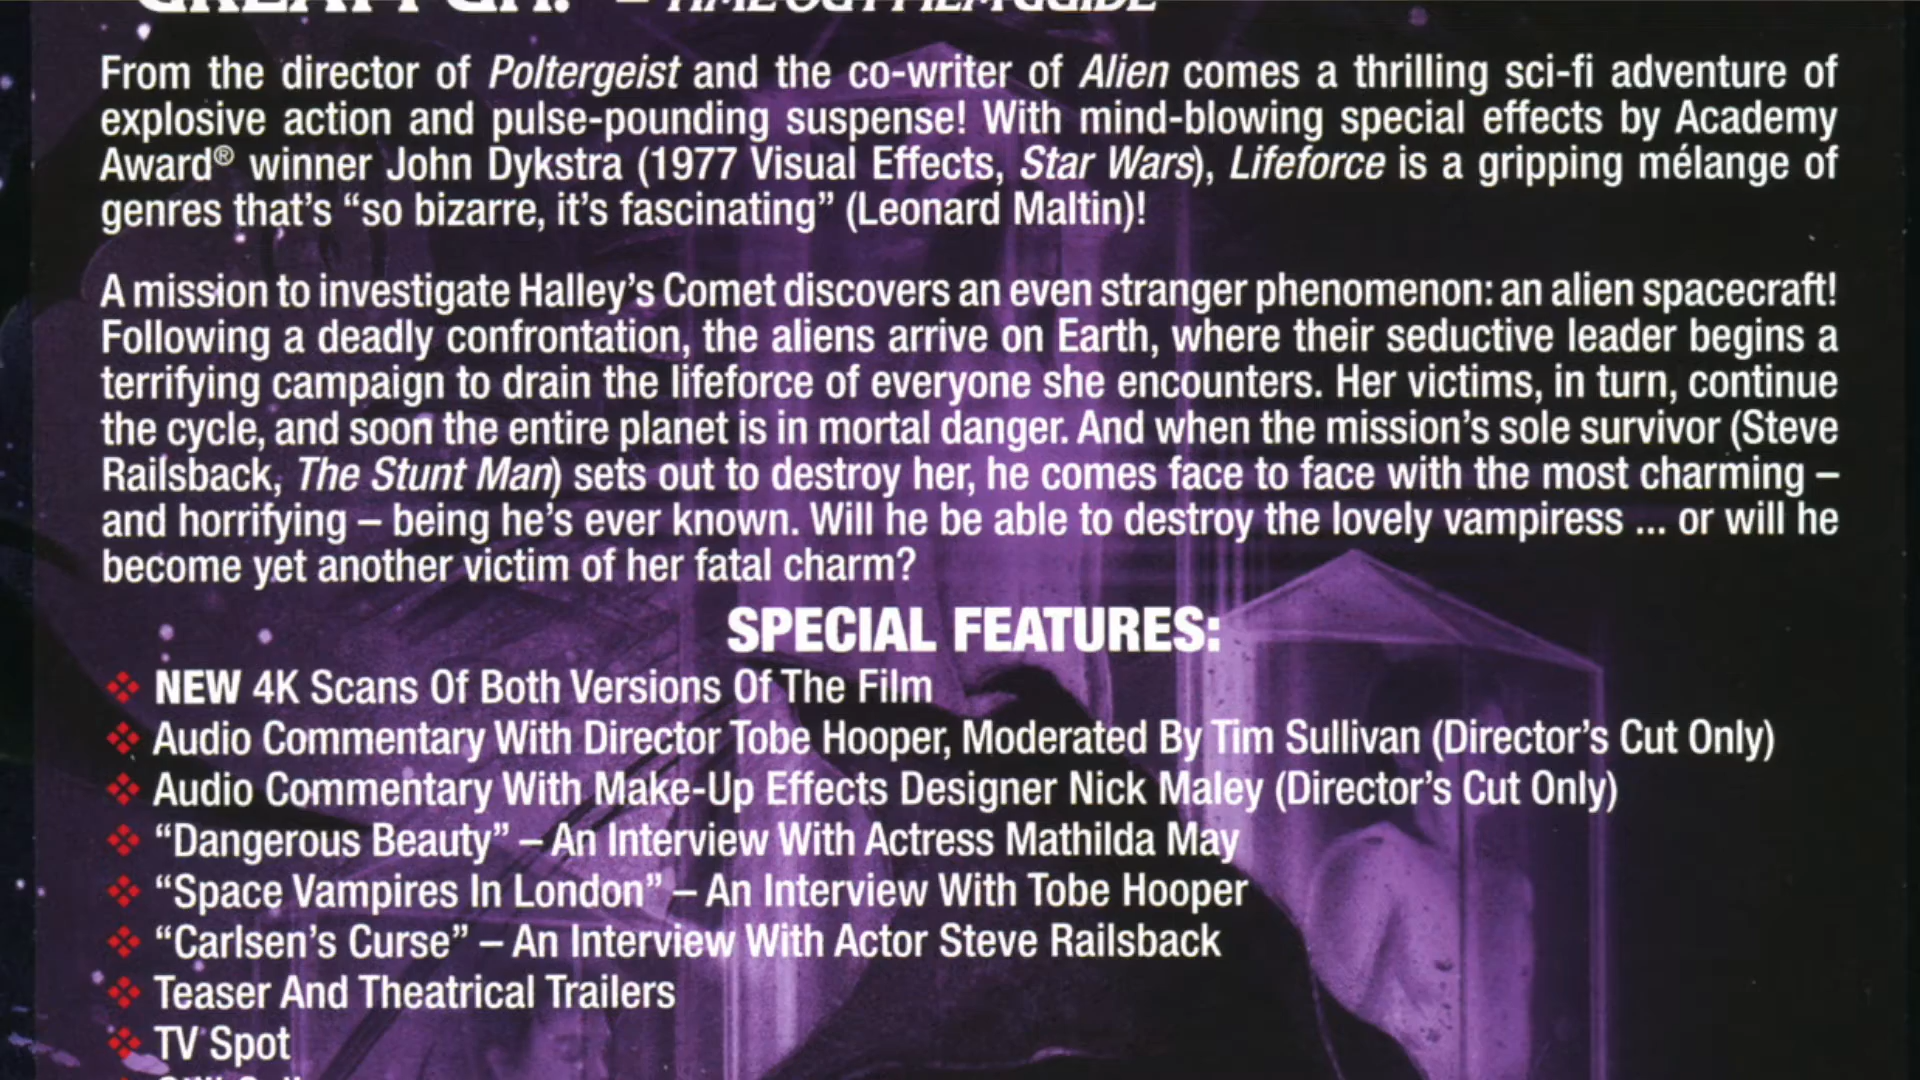 – TIME OUT FILM GUIDE
From the director of Poltergeist and the co-writer of Alien comes a thrilling sci-fi adventure of
explosive action and pulse-pounding suspense! With mind-blowing special effects by Academy
Award® winner John Dykstra (1977 Visual Effects, Star Wars), Lifeforce is a gripping mélange of
genres that's “so bizarre, it's fascinating” (Leonard Maltin)!
A mission to investigate Halley's Comet discovers an even stranger phenomenon: an alien spacecraft!
Following a deadly confrontation, the aliens arrive on Earth, where their seductive leader begins a
terrifying campaign to drain the lifeforce of everyone she encounters. Her victims, in turn, continue
the cycle, and soon the entire planet is in mortal danger. And when the mission's sole survivor (Steve
Railsback, The Stunt Man) sets out to destroy her, he comes face to face with the most charming –
and horrifying – being he's ever known. Will he be able to destroy the lovely vampiress ... or will he
become yet another victim of her fatal charm?
SPECIAL FEATURES:
NEW 4K Scans Of Both Versions Of The Film
Audio Commentary With Director Tobe Hooper, Moderated By Tim Sullivan (Director's Cut Only)
Audio Commentary With Make-Up Effects Designer Nick Maley (Director's Cut Only)
“Dangerous Beauty” – An Interview With Actress Mathilda May
“Space Vampires In London” – An Interview With Tobe Hooper
“Carlsen's Curse” – An Interview With Actor Steve Railsback
Teaser And Theatrical Trailers
TV Spot